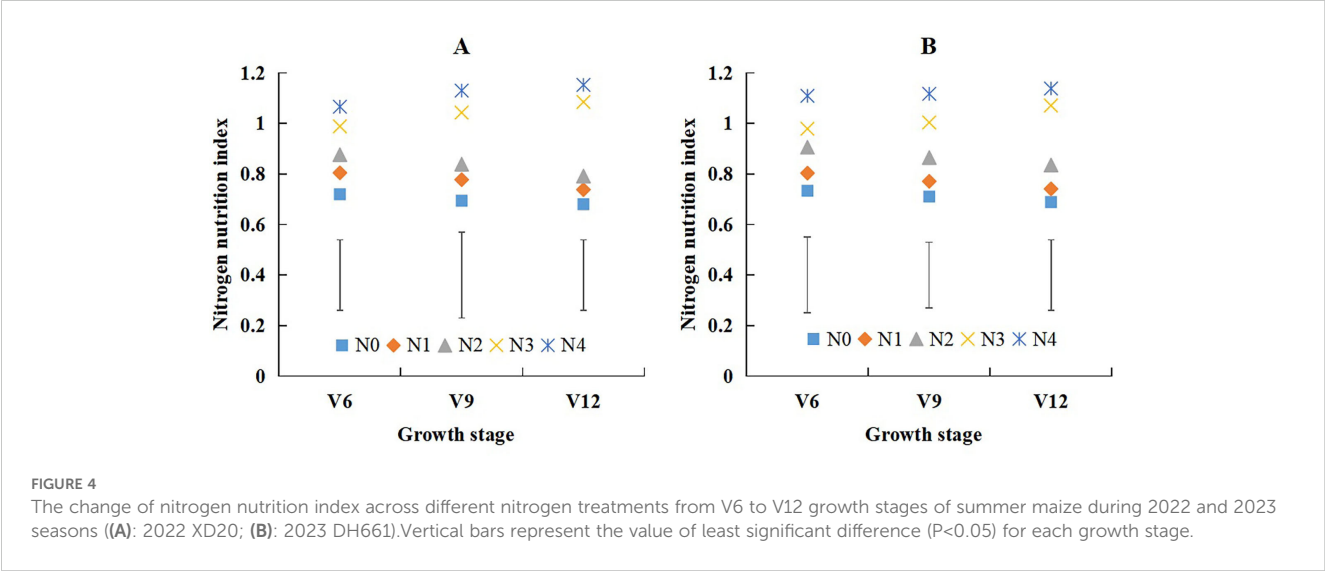 A
Nitrogen nutrition index
1.2
1
0.8
0.6
0.4
0.2
0
N0 N1 N2 N3 N4
V6 V9 V12
Growth stage
B
Nitrogen nutrition index
1.2
1
0.8
0.6
0.4
0.2
0
N0 N1 N2 N3 N4
V6 V9 V12
Growth stage
FIGURE 4
The change of nitrogen nutrition index across different nitrogen treatments from V6 to V12 growth stages of summer maize during 2022 and 2023
seasons ((A): 2022 XD20; (B): 2023 DH661).Vertical bars represent the value of least significant difference (P<0.05) for each growth stage.